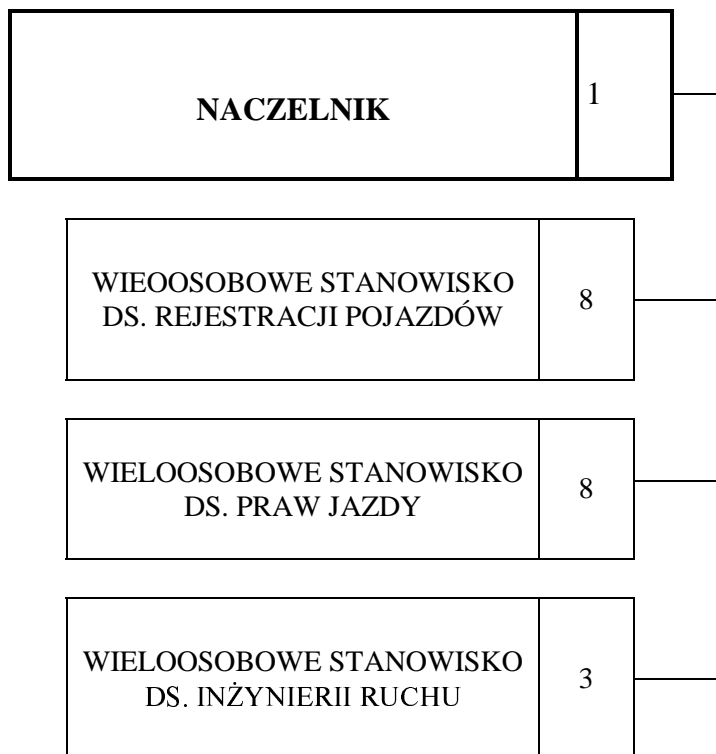 NACZELNIK 1
WIEOOSOBOWE STANOWISKO
DS. REJESTRACJI POJAZDÓW 8
WIELOOSOBOWE STANOWISKO
DS. PRAW JAZDY 8
WIELOOSOBOWE STANOWISKO
DS. INŻYNIERII RUCHU 3